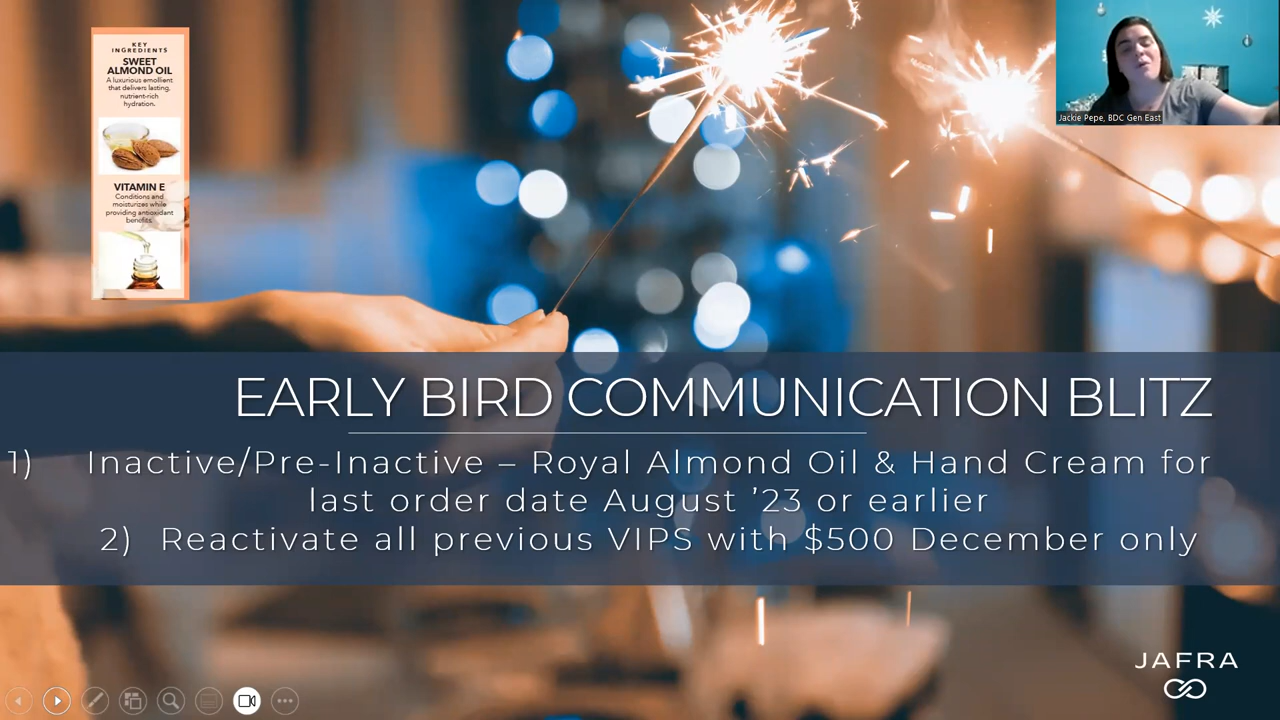 KEY
INGREDIENTS
SWEET
ALMOND OIL
A luxurious emollient
that delivers lasting,
nutrient-rich
hydration.
VITAMIN E
Conditions and
moisturizes while
providing antioxidant
benefits.
Jackie Pepe, BDC Gen East
EARLY BIRD COMMUNICATION BLITZ
1) Inactive/Pre-Inactive – Royal Almond Oil & Hand Cream for
last order date August ’23 or earlier
2) Reactivate all previous VIPS with $500 December only
JAFRA